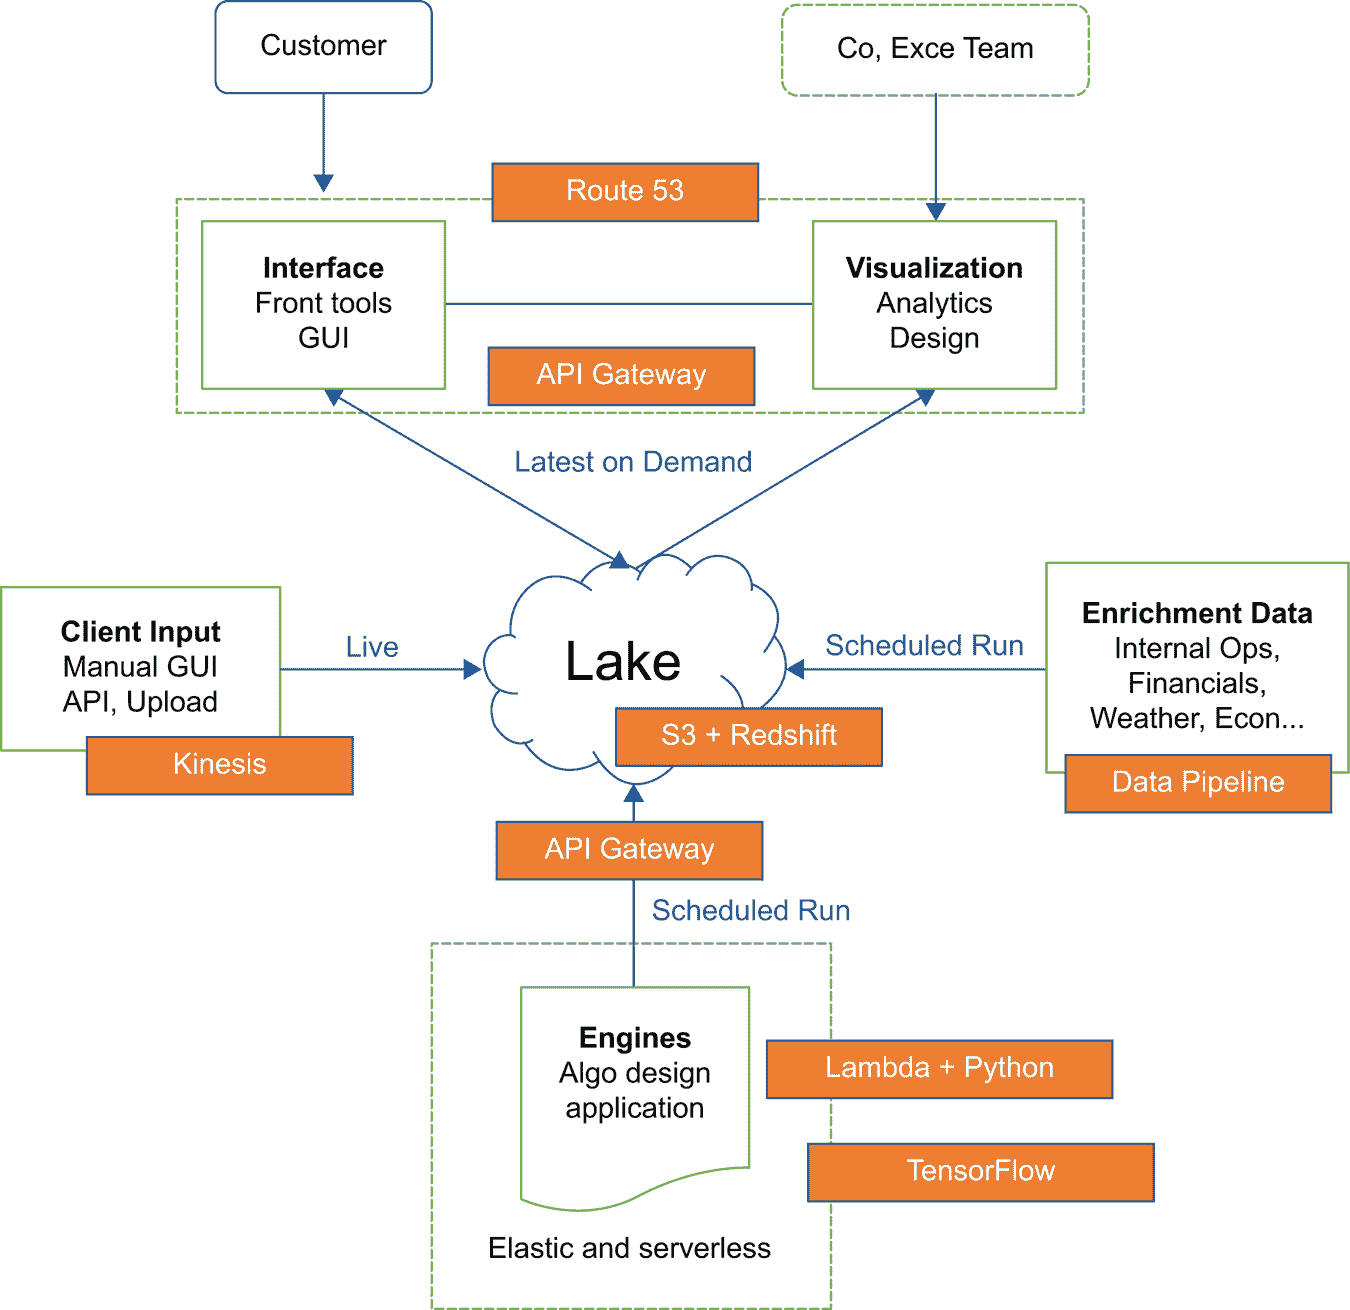 Customer
Co, Exce Team
Route 53
Interface
Front tools
GUI
Visualization
Analytics
Design
API Gateway
Latest on Demand
Client Input
Manual GUI
API, Upload
Kinesis
Live
Lake
S3 + Redshift
Scheduled Run
Enrichment Data
Internal Ops,
Financials,
Weather, Econ...
Data Pipeline
API Gateway
Scheduled Run
Engines
Algo design
application
Lambda + Python
TensorFlow
Elastic and serverless